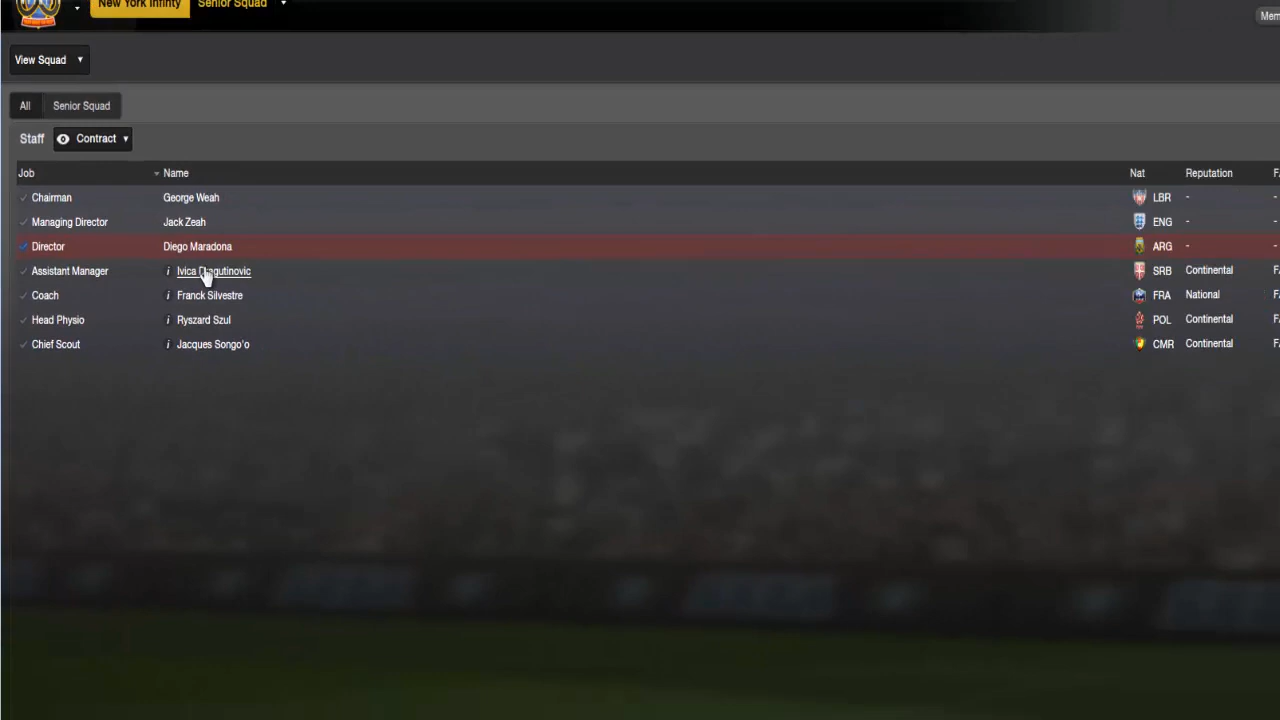 New York Infinty Senior Squad
View Squad
All Senior Squad
Staff Contract
Job Name Nat Reputation
Chairman George Weah LBR -
Managing Director Jack Zeah ENG -
Director Diego Maradona ARG -
Assistant Manager i SRB Continental
Coach i Franck Silvestre FRA National
Head Physio i Ryszard Szul POL Continental
Chief Scout i Jacques Songo'o CMR Continental